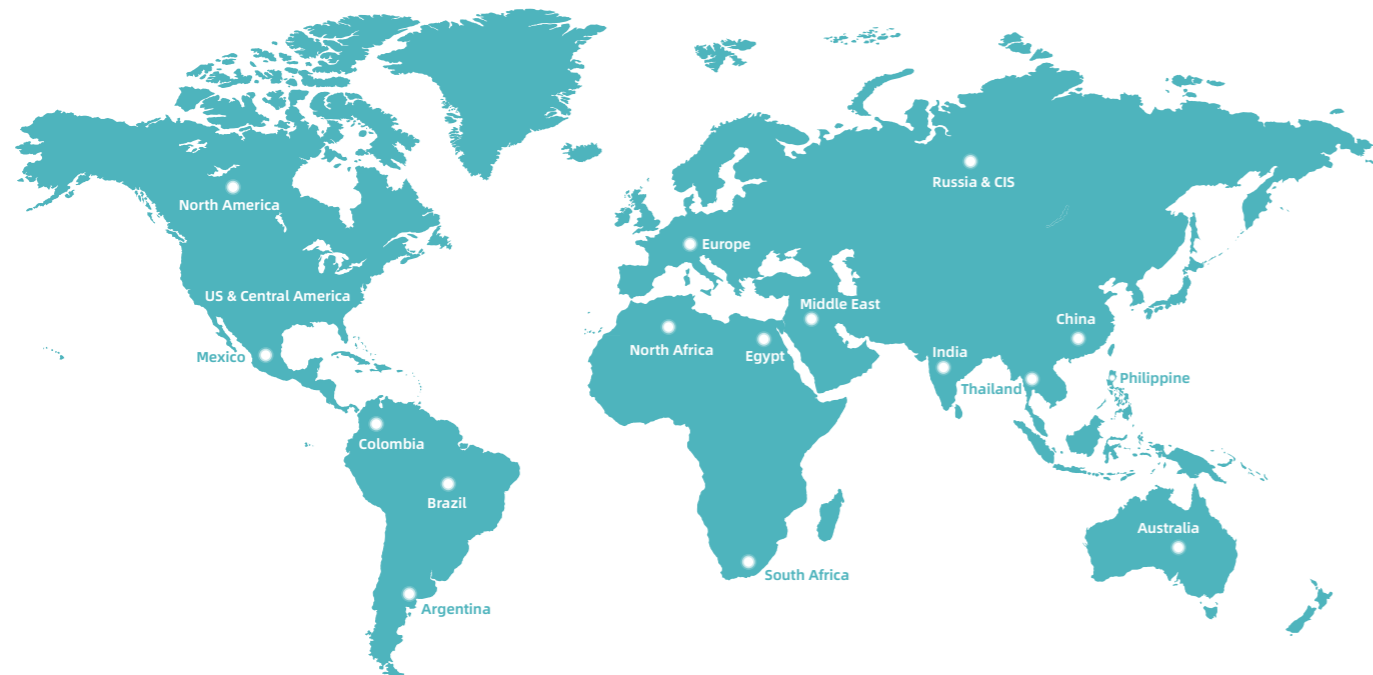 Russia & CIS
North America
Europe
US & Central America
Middle East
China
North Africa
Egypt
India
Mexico
Thailand
Philippine
Colombia
Brazil
Australia
South Africa
Argentina